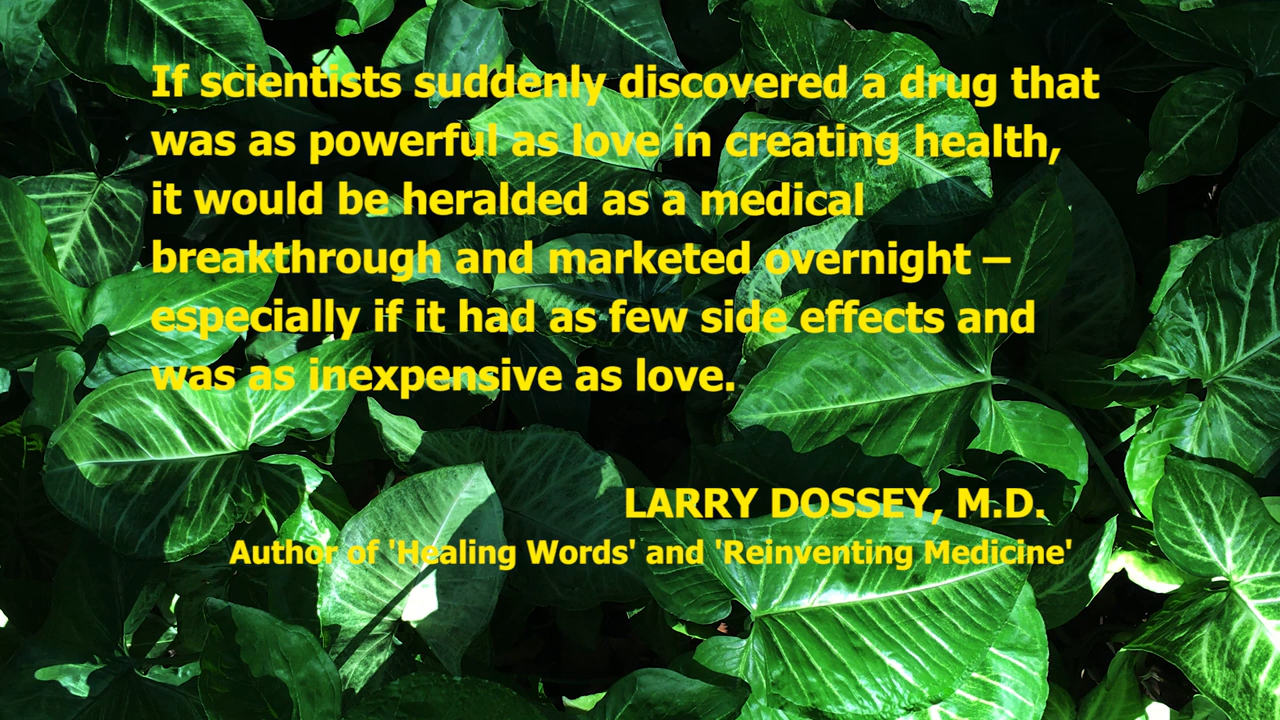 If scientists suddenly discovered a drug that
was as powerful as love in creating health,
it would be heralded as a medical
breakthrough and marketed overnight –
especially if it had as few side effects and
was as inexpensive as love.
LARRY DOSSEY, M.D.
Author of 'Healing Words' and 'Reinventing Medicine'